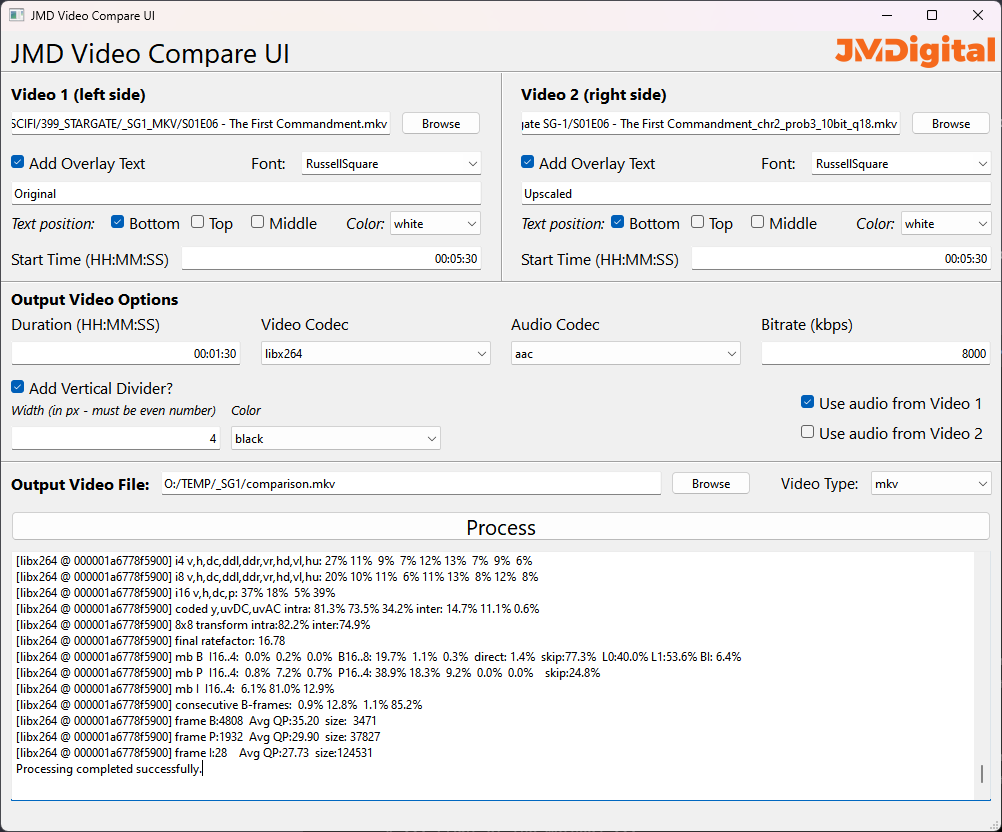 JMD Video Compare UI
JMD Video Compare UI
JMDigital
Video 1 (left side)
SCIFI/399_STARGATE/_SG1_MKV/S01E06 - The First Commandment.mkv
Browse
Add Overlay Text
Font:
RussellSquare
Original
Text position:
Bottom
Top
Middle
Color:
white
Start Time (HH:MM:SS)
00:05:30
Video 2 (right side)
gate SG-1/S01E06 - The First Commandment_chr2_prob3_10bit_q18.mkv
Browse
Add Overlay Text
Font:
RussellSquare
Upscaled
Text position:
Bottom
Top
Middle
Color:
white
Start Time (HH:MM:SS)
00:05:30
Output Video Options
Duration (HH:MM:SS)
00:01:30
Video Codec
libx264
Audio Codec
aac
Bitrate (kbps)
8000
Add Vertical Divider?
Width (in px - must be even number)
4
Color
black
Use audio from Video 1
Use audio from Video 2
Output Video File:
O:/TEMP/_SG1/comparison.mkv
Browse
Video Type:
mkv
Process
[libx264 @ 000001a6778f5900] i4 v,h,dc,ddl,ddr,vr,hd,vl,hu: 27% 11%  9%  7% 12% 13%  7%  9%  6%
[libx264 @ 000001a6778f5900] i8 v,h,dc,ddl,ddr,vr,hd,vl,hu: 20% 10% 11%  6% 11% 13%  8% 12%  8%
[libx264 @ 000001a6778f5900] i16 v,h,dc,p: 37% 18%  5% 39%
[libx264 @ 000001a6778f5900] coded y,uvDC,uvAC intra: 81.3% 73.5% 34.2% inter: 14.7% 11.1% 0.6%
[libx264 @ 000001a6778f5900] 8x8 transform intra:82.2% inter:74.9%
[libx264 @ 000001a6778f5900] final ratefactor: 16.78
[libx264 @ 000001a6778f5900] mb B  I16..4:  0.0%  0.2%  0.0%  B16..8: 19.7%  1.1%  0.3%  direct: 1.4%  skip:77.3%  L0:40.0% L1:53.6% BI: 6.4%
[libx264 @ 000001a6778f5900] mb P  I16..4:  0.8%  7.2%  0.7%  P16..4: 38.9% 18.3%  9.2%  0.0%  0.0%    skip:24.8%
[libx264 @ 000001a6778f5900] mb I  I16..4:  6.1% 81.0% 12.9%
[libx264 @ 000001a6778f5900] consecutive B-frames:  0.9% 12.8%  1.1% 85.2%
[libx264 @ 000001a6778f5900] frame B:4808  Avg QP:35.20  size:  3471
[libx264 @ 000001a6778f5900] frame P:1932  Avg QP:29.90  size: 37827
[libx264 @ 000001a6778f5900] frame I:28    Avg QP:27.73  size:124531
Processing completed successfully.